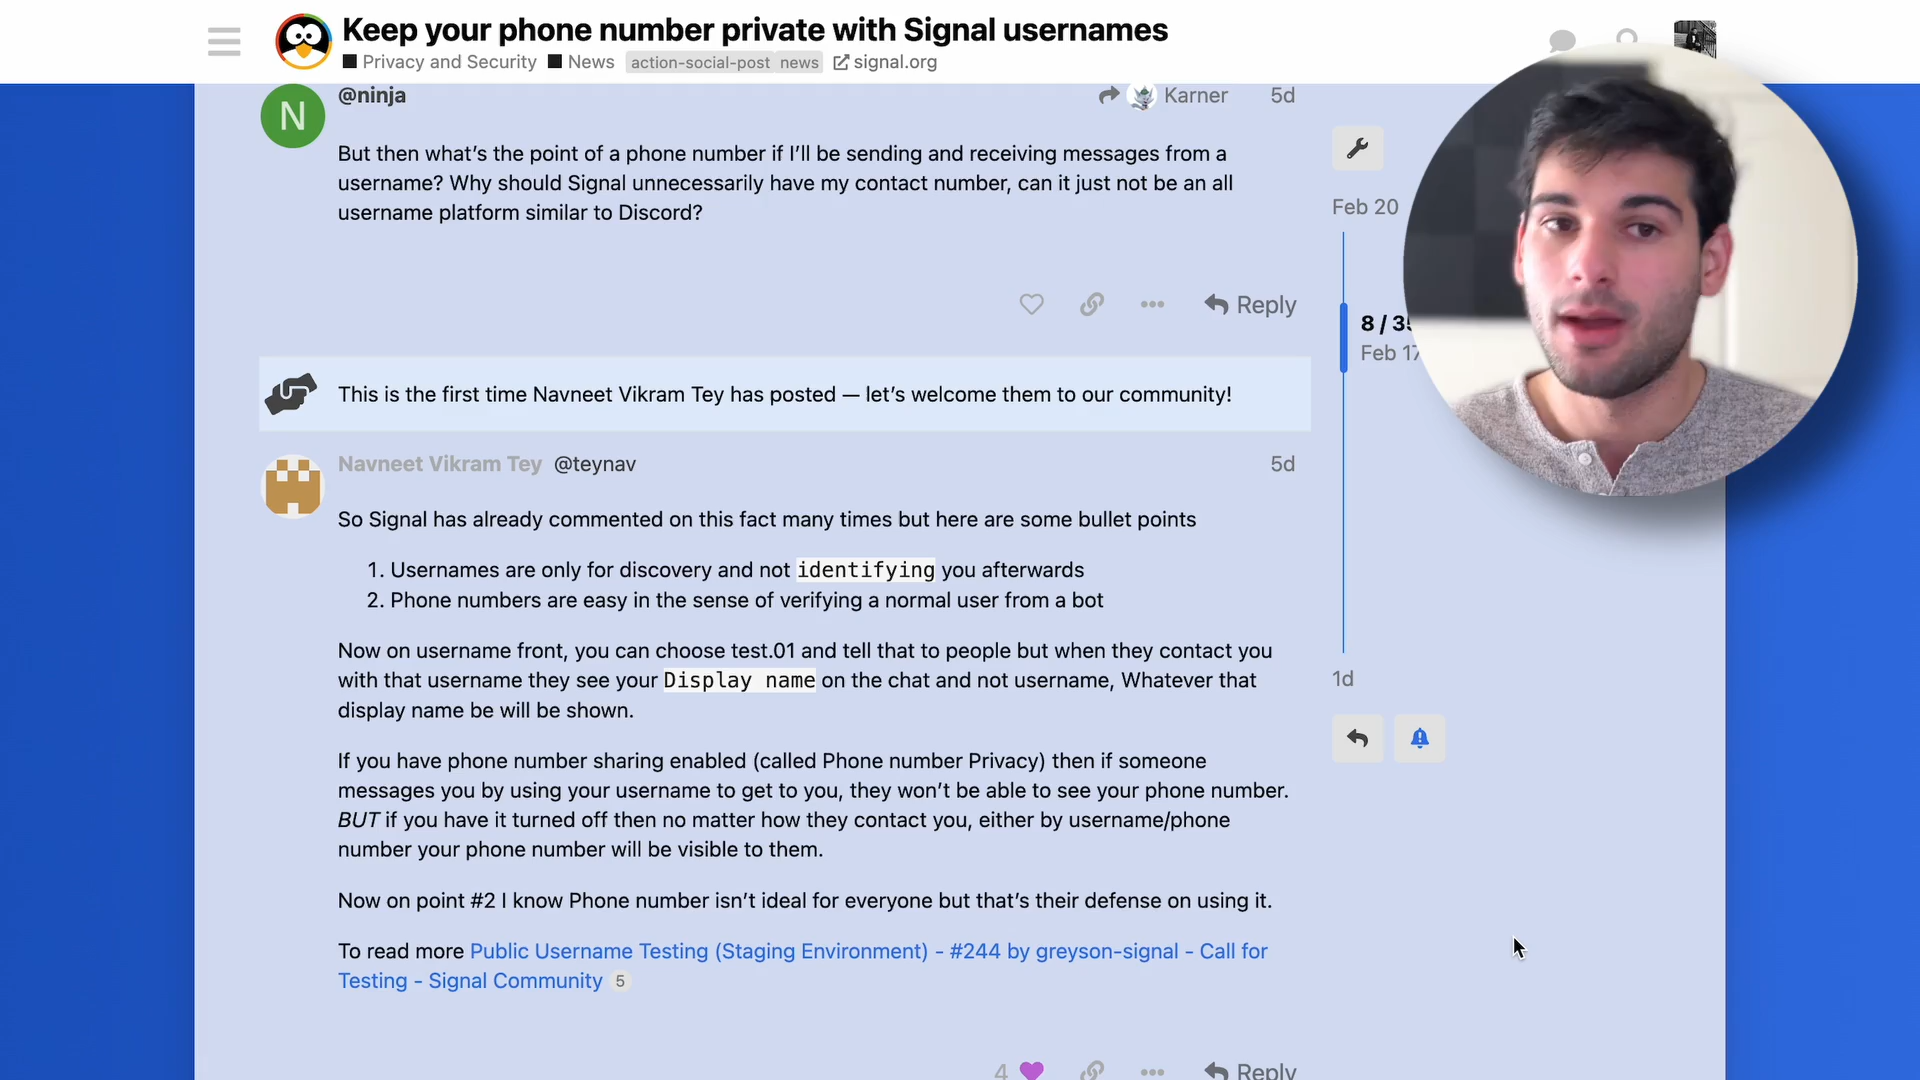 Keep your phone number private with Signal usernames
Privacy and Security News action-social-post news signal.org
N @ninja Karner 5d
But then what's the point of a phone number if I'll be sending and receiving messages from a
username? Why should Signal unnecessarily have my contact number, can it just not be an all
username platform similar to Discord?
Reply
Feb 20
8 / 35
Feb 17
This is the first time Navneet Vikram Tey has posted — let's welcome them to our community!
Navneet Vikram Tey @teynav 5d
So Signal has already commented on this fact many times but here are some bullet points
1. Usernames are only for discovery and not identifying you afterwards
2. Phone numbers are easy in the sense of verifying a normal user from a bot
Now on username front, you can choose test.01 and tell that to people but when they contact you
with that username they see your Display name on the chat and not username, Whatever that
display name be will be shown.
1d
If you have phone number sharing enabled (called Phone number Privacy) then if someone
messages you by using your username to get to you, they won't be able to see your phone number.
BUT if you have it turned off then no matter how they contact you, either by username/phone
number your phone number will be visible to them.
Now on point #2 I know Phone number isn't ideal for everyone but that's their defense on using it.
To read more Public Username Testing (Staging Environment) - #244 by greyson-signal - Call for
Testing - Signal Community 5
4 Reply